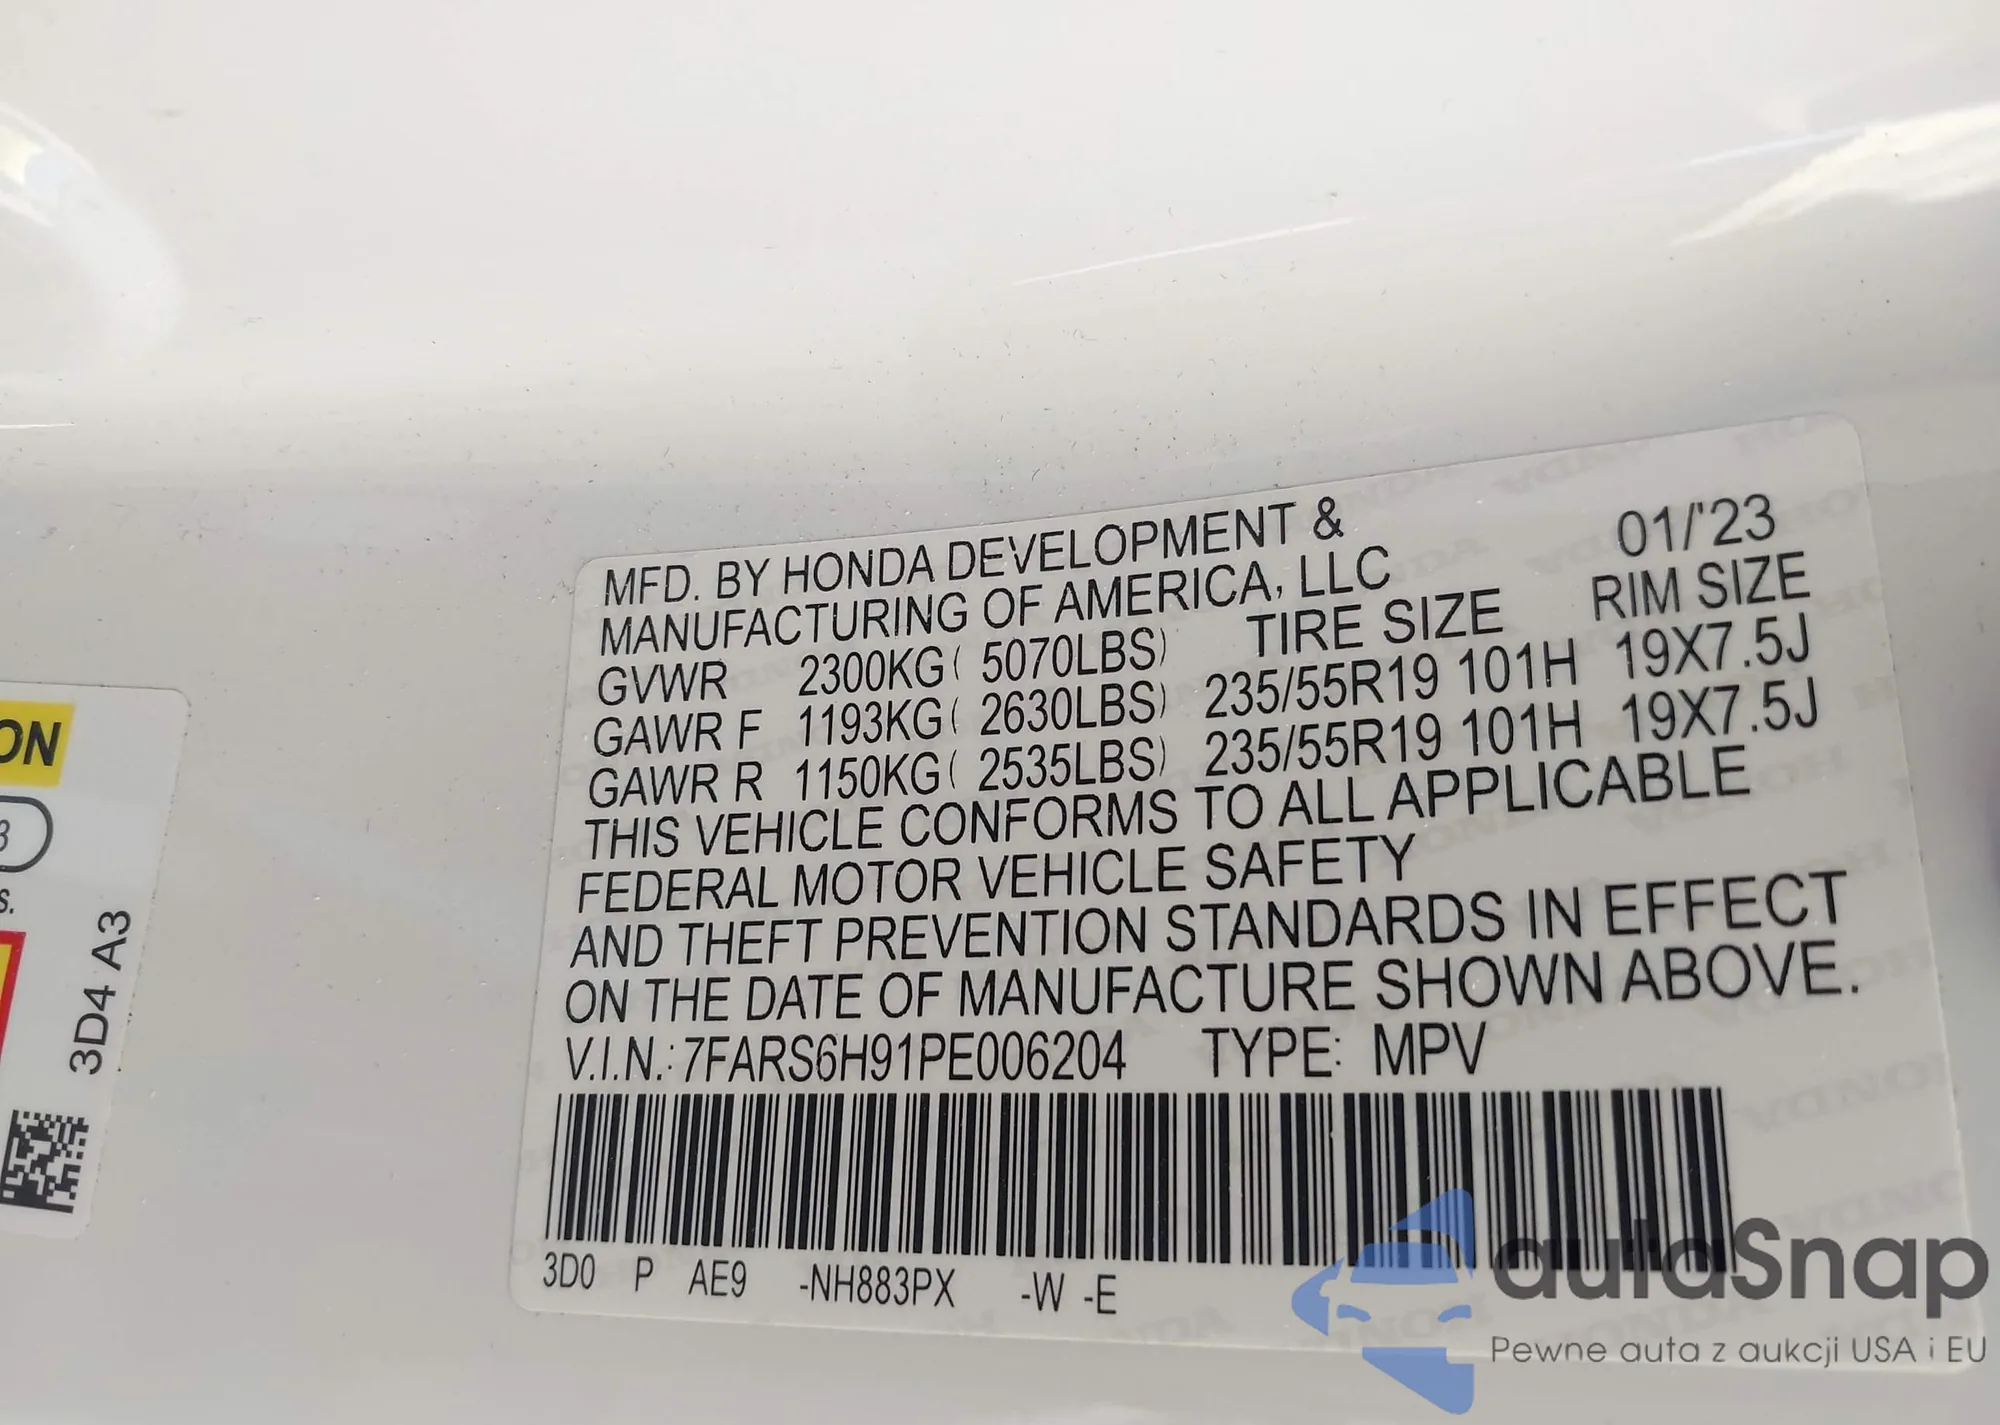 MFD. BY HONDA DEVELOPMENT &
MANUFACTURING OF AMERICA, LLC
01/'23
GVWR 2300KG( 5070LBS) TIRE SIZE RIM SIZE
GAWR F 1193KG( 2630LBS) 235/55R19 101H 19X7.5J
GAWR R 1150KG( 2535LBS) 235/55R19 101H 19X7.5J
THIS VEHICLE CONFORMS TO ALL APPLICABLE
FEDERAL MOTOR VEHICLE SAFETY
AND THEFT PREVENTION STANDARDS IN EFFECT
ON THE DATE OF MANUFACTURE SHOWN ABOVE.
V.I.N.: 7FARS6H91PE006204 TYPE: MPV
3D0 P AE9 -NH883PX -W -E
ON
3
s.
3D4 A3
autaSnap
Pewne auta z aukcji USA i EU